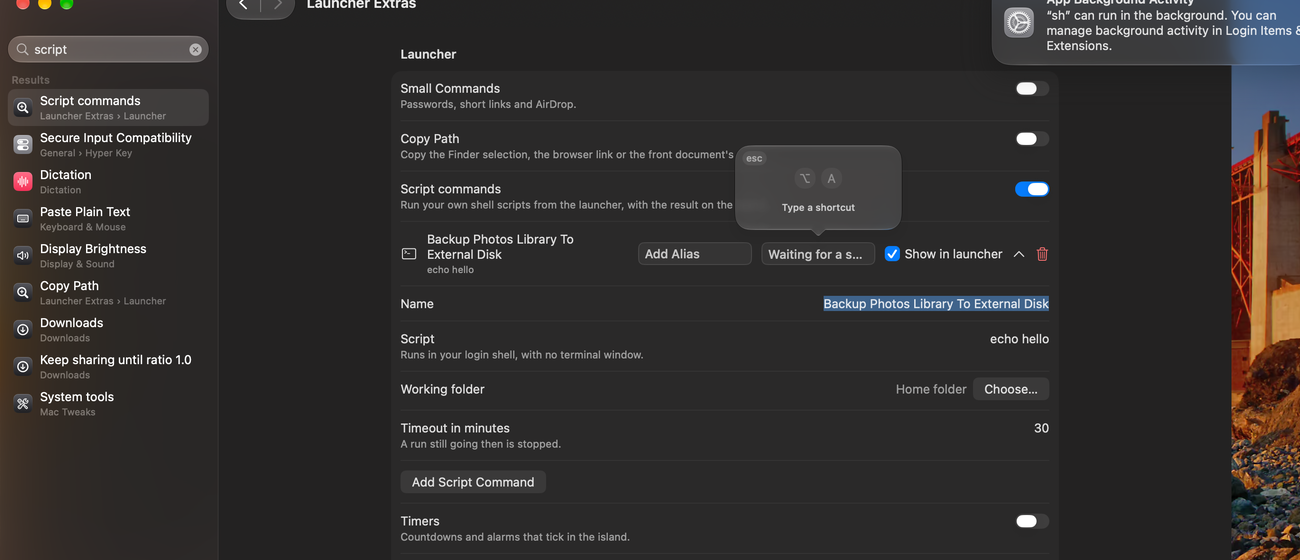 Launcher Extras
App Background Activity
"sh" can run in the background. You can
manage background activity in Login Items &
Extensions.
script
Results
Script commands
Launcher Extras › Launcher
Secure Input Compatibility
General › Hyper Key
Dictation
Dictation
Paste Plain Text
Keyboard & Mouse
Display Brightness
Display & Sound
Copy Path
Launcher Extras › Launcher
Downloads
Downloads
Keep sharing until ratio 1.0
Downloads
System tools
Mac Tweaks
Launcher
Small Commands
Passwords, short links and AirDrop.
Copy Path
Copy the Finder selection, the browser link or the front document's
Script commands
Run your own shell scripts from the launcher, with the result on the
esc
⌥ A
Type a shortcut
Backup Photos Library To
External Disk
echo hello
Add Alias
Waiting for a s...
Show in launcher
Name
Backup Photos Library To External Disk
Script
echo hello
Runs in your login shell, with no terminal window.
Working folder
Home folder
Choose...
Timeout in minutes
30
A run still going then is stopped.
Add Script Command
Timers
Countdowns and alarms that tick in the island.